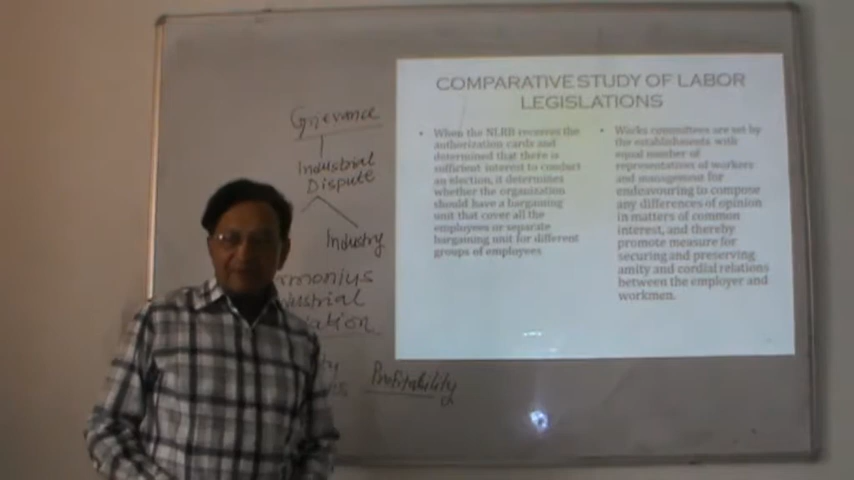 COMPARATIVE STUDY OF LABOR
LEGISLATIONS
• When the NLRB receives the
authorization cards and
determined that there is
sufficient interest to conduct
an election, it determines
whether the organization
should have a bargaining
unit that cover all the
employees or separate
bargaining unit for different
groups of employees
• Works committees are set by
the establishments with
equal number of
representatives of workers
and management for
endeavouring to compose
any differences of opinion
in matters of common
interest, and thereby
promote measure for
securing and preserving
amity and cordial relations
between the employer and
workmen.
Grievance
Industrial
Dispute
Industry
Profitability